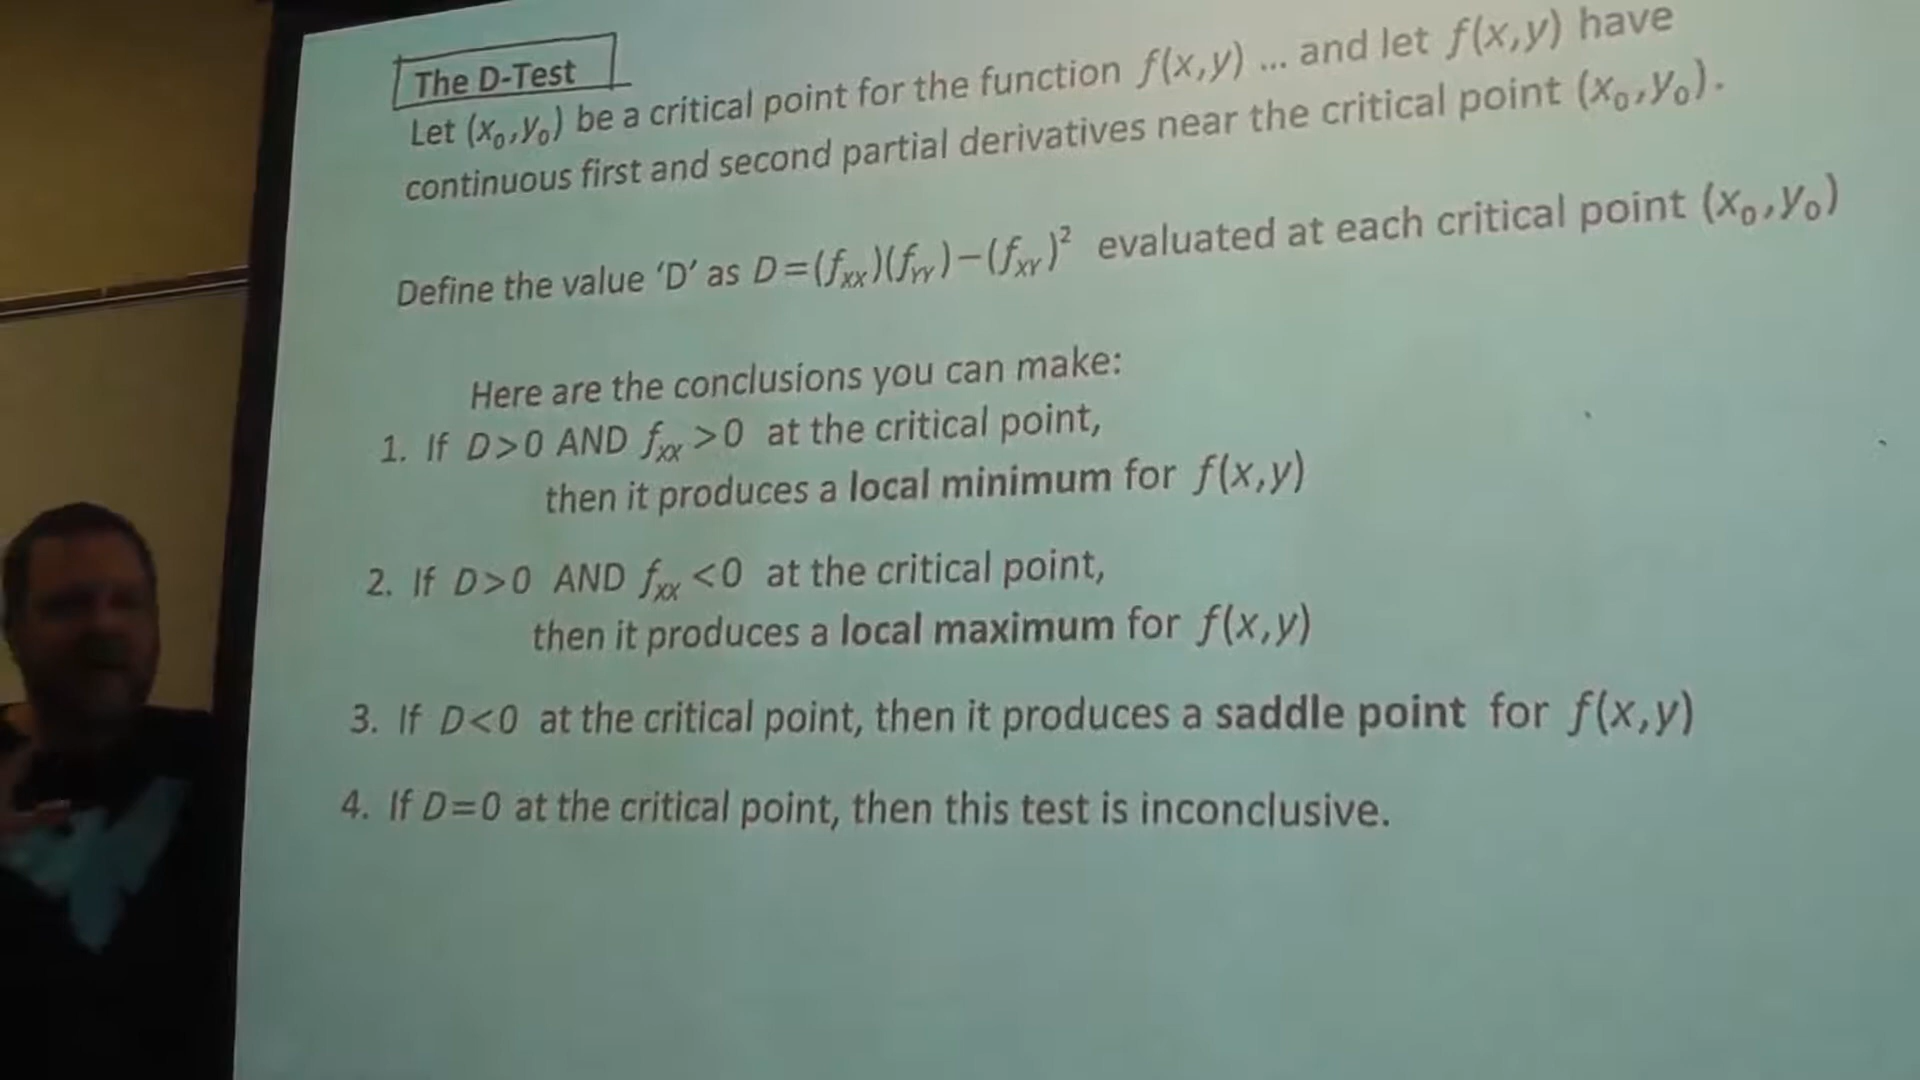 The D-Test
Let (x₀,y₀) be a critical point for the function f(x,y) ... and let f(x,y) have
continuous first and second partial derivatives near the critical point (x₀,y₀).
Define the value 'D' as D=(fxx)(fyy)−(fxy)² evaluated at each critical point (x₀,y₀)
Here are the conclusions you can make:
1. If D>0 AND fxx >0 at the critical point,
then it produces a local minimum for f(x,y)
2. If D>0 AND fxx <0 at the critical point,
then it produces a local maximum for f(x,y)
3. If D<0 at the critical point, then it produces a saddle point for f(x,y)
4. If D=0 at the critical point, then this test is inconclusive.